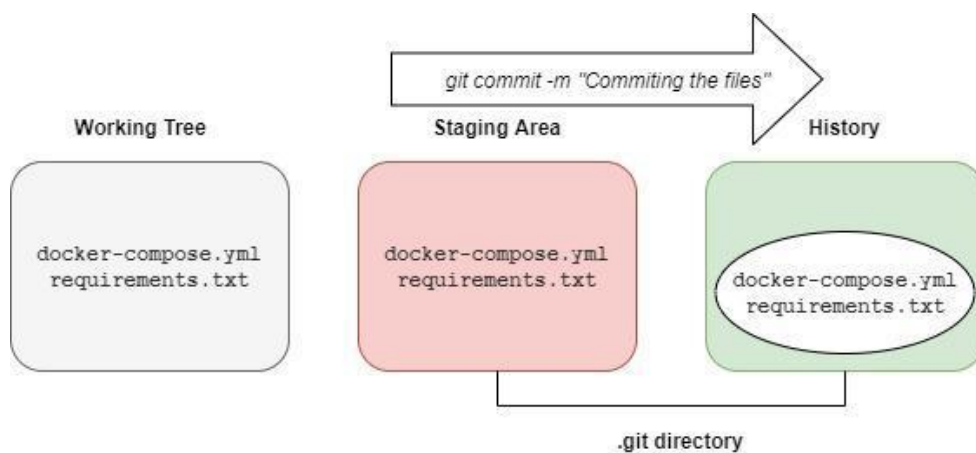 git commit -m "Commiting the files"
Working Tree
Staging Area
History
docker-compose.yml
requirements.txt
docker-compose.yml
requirements.txt
docker-compose.yml
requirements.txt
.git directory